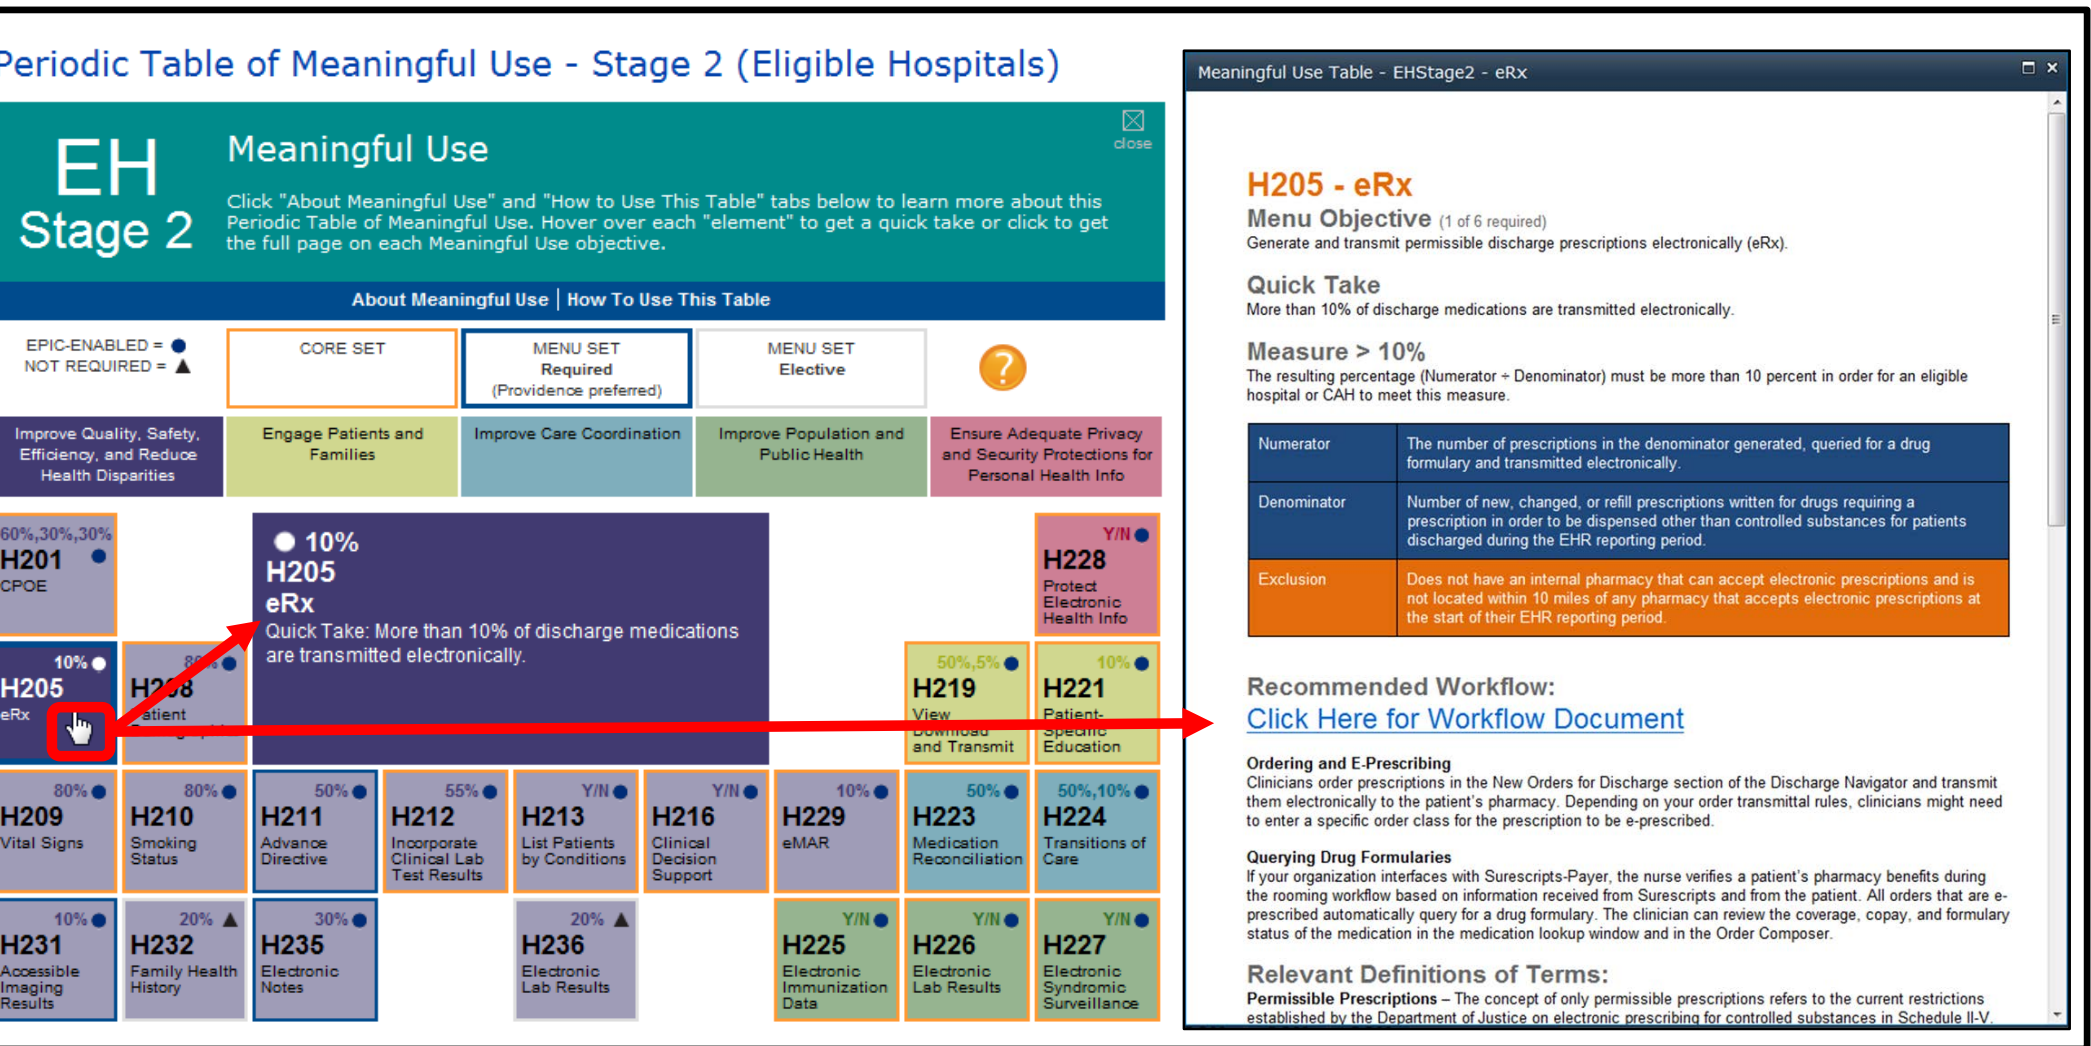 Periodic Table of Meaningful Use - Stage 2 (Eligible Hospitals)
EH
Stage 2
Meaningful Use
close
Click "About Meaningful Use" and "How to Use This Table" tabs below to learn more about this
Periodic Table of Meaningful Use. Hover over each "element" to get a quick take or click to get
the full page on each Meaningful Use objective.
About Meaningful Use | How To Use This Table
EPIC-ENABLED = ●
NOT REQUIRED = ▲
CORE SET
MENU SET
Required
(Providence preferred)
MENU SET
Elective
?
Improve Quality, Safety,
Efficiency, and Reduce
Health Disparities
Engage Patients and
Families
Improve Care Coordination
Improve Population and
Public Health
Ensure Adequate Privacy
and Security Protections for
Personal Health Info
60%,30%,30%
H201
CPOE
10%
H205
eRx
Quick Take: More than 10% of discharge medications
are transmitted electronically.
Y/N
H228
Protect
Electronic
Health Info
10%
H205
eRx
80%
H208
Patient
50%,5%
H219
View
Download
and Transmit
10%
H221
Patient-
Specific
Education
80%
H209
Vital Signs
80%
H210
Smoking
Status
50%
H211
Advance
Directive
55%
H212
Incorporate
Clinical Lab
Test Results
Y/N
H213
List Patients
by Conditions
Y/N
H216
Clinical
Decision
Support
10%
H229
eMAR
50%
H223
Medication
Reconciliation
50%,10%
H224
Transitions of
Care
10%
H231
Accessible
Imaging
Results
20% ▲
H232
Family Health
History
30%
H235
Electronic
Notes
20% ▲
H236
Electronic
Lab Results
Y/N
H225
Electronic
Immunization
Data
Y/N
H226
Electronic
Lab Results
Y/N
H227
Electronic
Syndromic
Surveillance
Meaningful Use Table - EHStage2 - eRx
H205 - eRx
Menu Objective (1 of 6 required)
Generate and transmit permissible discharge prescriptions electronically (eRx).
Quick Take
More than 10% of discharge medications are transmitted electronically.
Measure > 10%
The resulting percentage (Numerator ÷ Denominator) must be more than 10 percent in order for an eligible
hospital or CAH to meet this measure.
Numerator
The number of prescriptions in the denominator generated, queried for a drug
formulary and transmitted electronically.
Denominator
Number of new, changed, or refill prescriptions written for drugs requiring a
prescription in order to be dispensed other than controlled substances for patients
discharged during the EHR reporting period.
Exclusion
Does not have an internal pharmacy that can accept electronic prescriptions and is
not located within 10 miles of any pharmacy that accepts electronic prescriptions at
the start of their EHR reporting period.
Recommended Workflow:
Click Here for Workflow Document
Ordering and E-Prescribing
Clinicians order prescriptions in the New Orders for Discharge section of the Discharge Navigator and transmit
them electronically to the patient's pharmacy. Depending on your order transmittal rules, clinicians might need
to enter a specific order class for the prescription to be e-prescribed.
Querying Drug Formularies
If your organization interfaces with Surescripts-Payer, the nurse verifies a patient's pharmacy benefits during
the rooming workflow based on information received from Surescripts and from the patient. All orders that are e-
prescribed automatically query for a drug formulary. The clinician can review the coverage, copay, and formulary
status of the medication in the medication lookup window and in the Order Composer.
Relevant Definitions of Terms:
Permissible Prescriptions – The concept of only permissible prescriptions refers to the current restrictions
established by the Department of Justice on electronic prescribing for controlled substances in Schedule II-V.